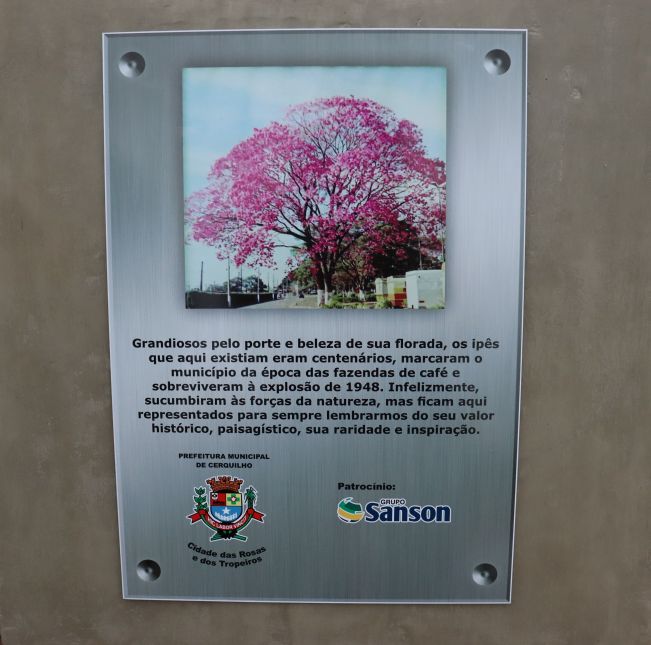 Grandiosos pelo porte e beleza de sua florada, os ipês
que aqui existiam eram centenários, marcaram o
município da época das fazendas de café e
sobreviveram à explosão de 1948. Infelizmente,
sucumbiram às forças da natureza, mas ficam aqui
representados para sempre lembrarmos do seu valor
histórico, paisagístico, sua raridade e inspiração.
PREFEITURA MUNICIPAL
DE CERQUILHO
LABOR
Cidade das Rosas
e dos Tropeiros
Patrocínio:
GRUPO
Sanson